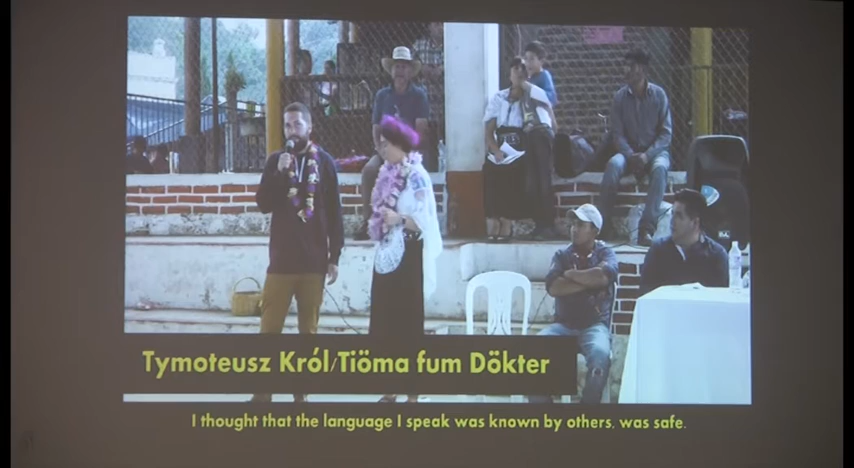 Tymoteusz Król/Tiöma fum Dökter
I thought that the language I speak was known by others, was safe.